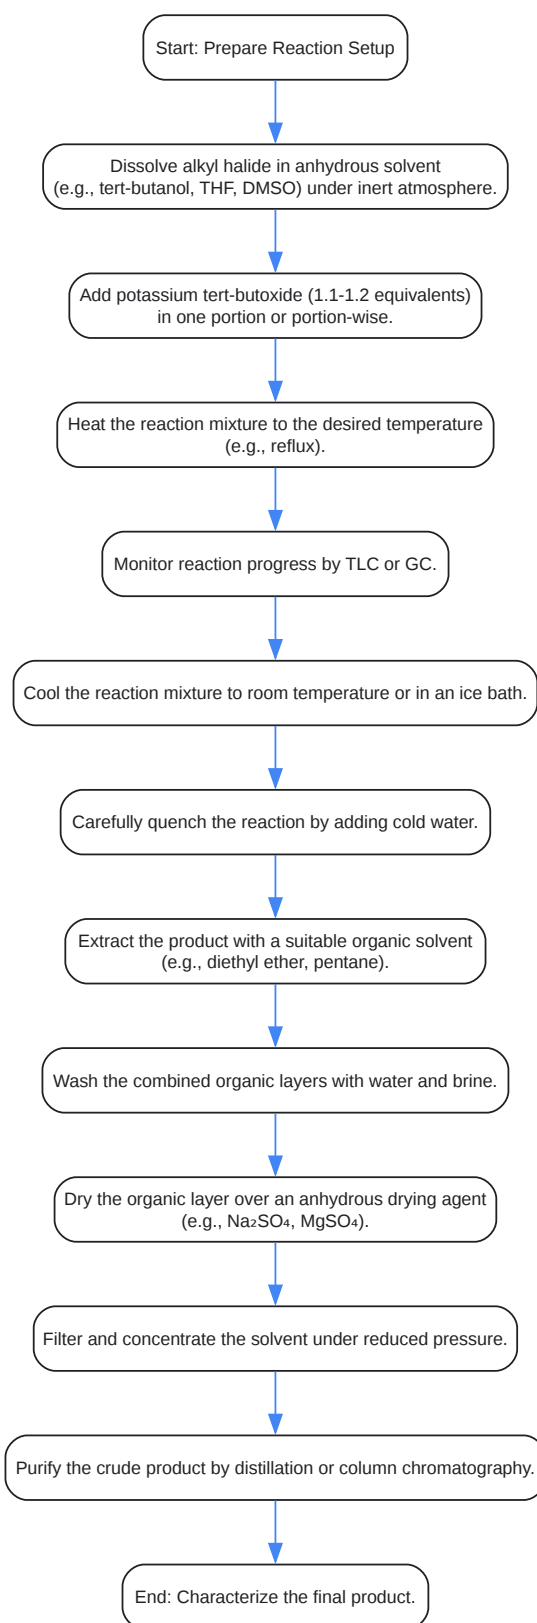 Start: Prepare Reaction Setup
Dissolve alkyl halide in anhydrous solvent
(e.g., tert-butanol, THF, DMSO) under inert atmosphere.
Add potassium tert-butoxide (1.1-1.2 equivalents)
in one portion or portion-wise.
Heat the reaction mixture to the desired temperature
(e.g., reflux).
Monitor reaction progress by TLC or GC.
Cool the reaction mixture to room temperature or in an ice bath.
Carefully quench the reaction by adding cold water.
Extract the product with a suitable organic solvent
(e.g., diethyl ether, pentane).
Wash the combined organic layers with water and brine.
Dry the organic layer over an anhydrous drying agent
(e.g., Na₂SO₄, MgSO₄).
Filter and concentrate the solvent under reduced pressure.
Purify the crude product by distillation or column chromatography.
End: Characterize the final product.